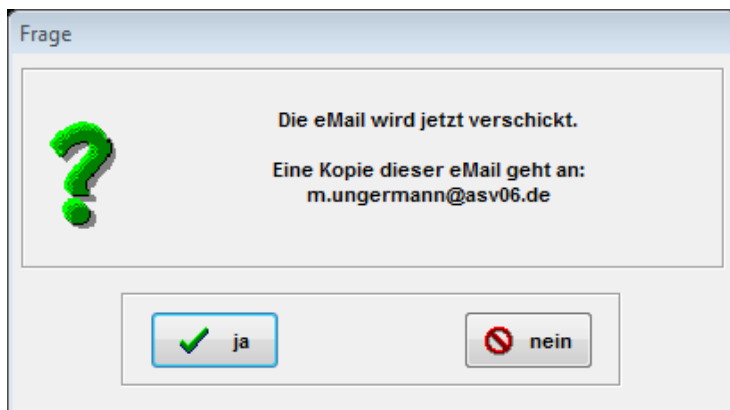 Frage
Die eMail wird jetzt verschickt.
Eine Kopie dieser eMail geht an:
m.ungermann@asv06.de
ja
nein